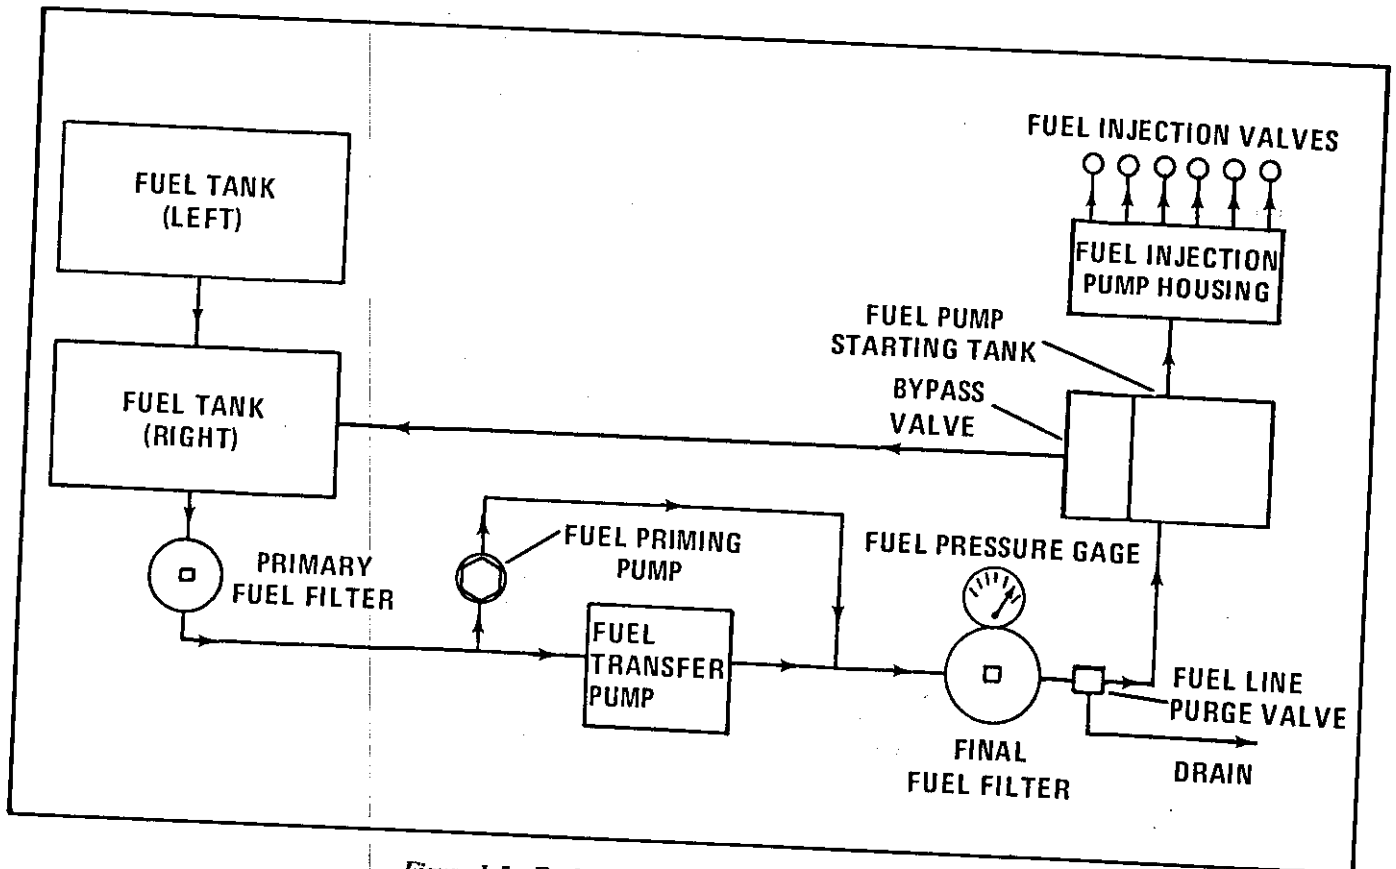 FUEL TANK
(LEFT)
FUEL TANK
(RIGHT)
PRIMARY
FUEL FILTER
FUEL PRIMING
PUMP
FUEL
TRANSFER
PUMP
FUEL INJECTION VALVES
FUEL INJECTION
PUMP HOUSING
FUEL PUMP
STARTING TANK
BYPASS
VALVE
FUEL PRESSURE GAGE
FINAL
FUEL FILTER
FUEL LINE
PURGE VALVE
DRAIN